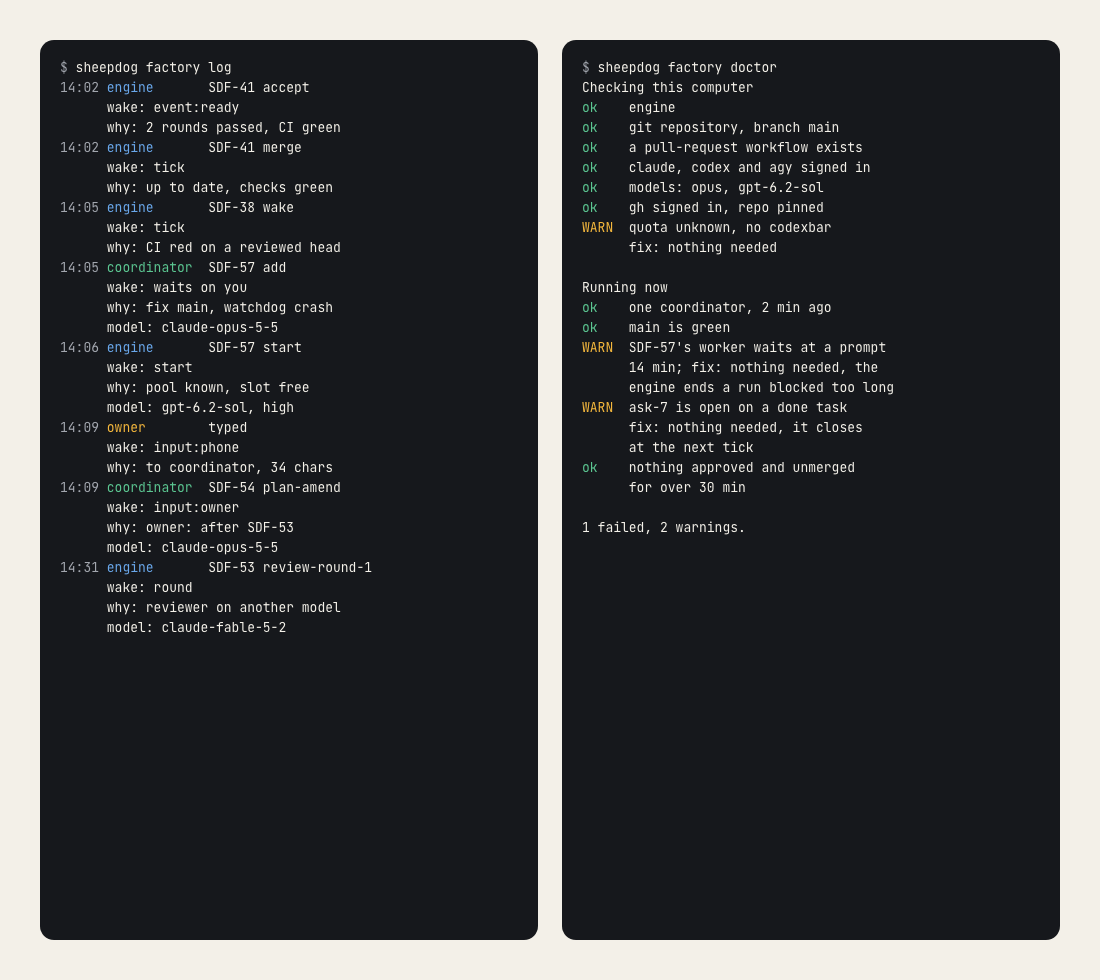 $ sheepdog factory log
14:02 engine       SDF-41 accept
      wake: event:ready
      why: 2 rounds passed, CI green
14:02 engine       SDF-41 merge
      wake: tick
      why: up to date, checks green
14:05 engine       SDF-38 wake
      wake: tick
      why: CI red on a reviewed head
14:05 coordinator  SDF-57 add
      wake: waits on you
      why: fix main, watchdog crash
      model: claude-opus-5-5
14:06 engine       SDF-57 start
      wake: start
      why: pool known, slot free
      model: gpt-6.2-sol, high
14:09 owner        typed
      wake: input:phone
      why: to coordinator, 34 chars
14:09 coordinator  SDF-54 plan-amend
      wake: input:owner
      why: owner: after SDF-53
      model: claude-opus-5-5
14:31 engine       SDF-53 review-round-1
      wake: round
      why: reviewer on another model
      model: claude-fable-5-2
$ sheepdog factory doctor
Checking this computer
ok    engine
ok    git repository, branch main
ok    a pull-request workflow exists
ok    claude, codex and agy signed in
ok    models: opus, gpt-6.2-sol
ok    gh signed in, repo pinned
WARN  quota unknown, no codexbar
      fix: nothing needed
Running now
ok    one coordinator, 2 min ago
ok    main is green
WARN  SDF-57's worker waits at a prompt
      14 min; fix: nothing needed, the
      engine ends a run blocked too long
WARN  ask-7 is open on a done task
      fix: nothing needed, it closes
      at the next tick
ok    nothing approved and unmerged
      for over 30 min
1 failed, 2 warnings.